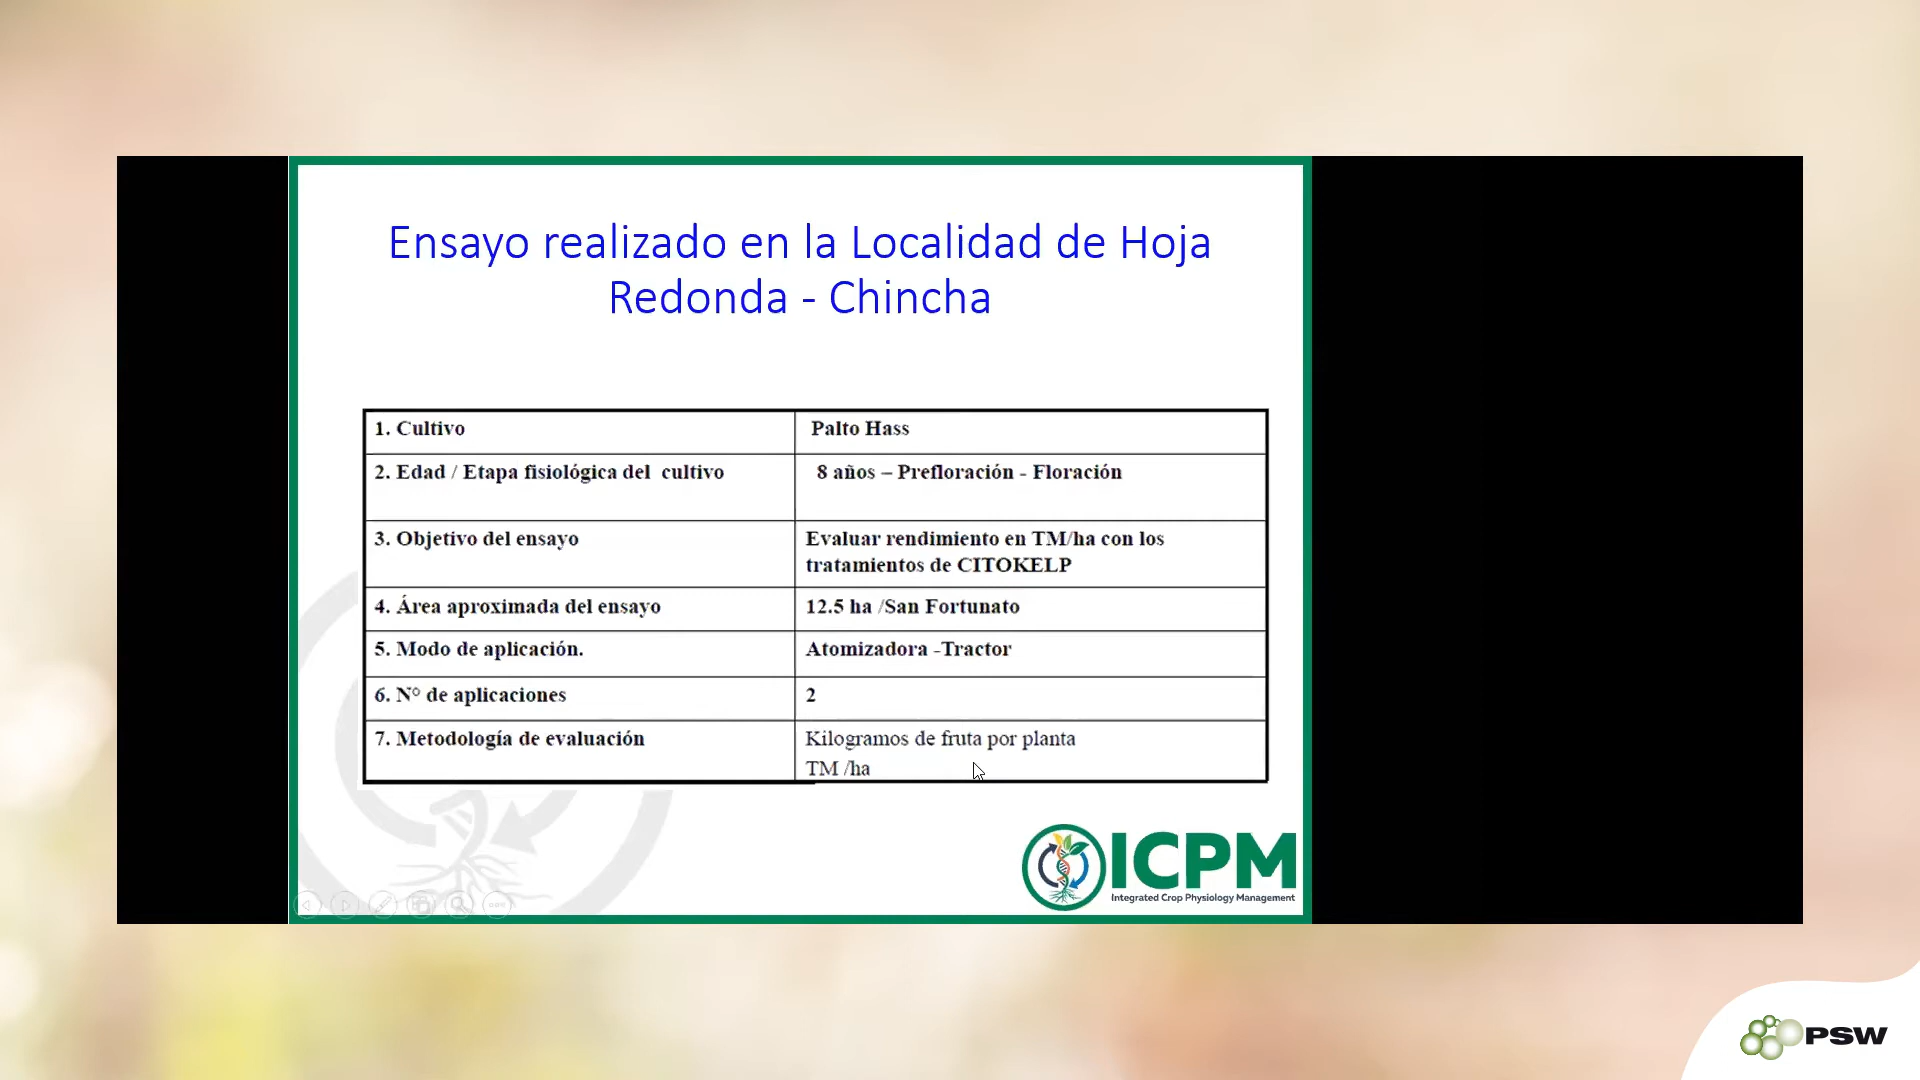 Ensayo realizado en la Localidad de Hoja
Redonda - Chincha
1. Cultivo
Palto Hass
2. Edad / Etapa fisiológica del cultivo
8 años – Prefloración - Floración
3. Objetivo del ensayo
Evaluar rendimiento en TM/ha con los
tratamientos de CITOKELP
4. Área aproximada del ensayo
12.5 ha /San Fortunato
5. Modo de aplicación.
Atomizadora -Tractor
6. N° de aplicaciones
2
7. Metodología de evaluación
Kilogramos de fruta por planta
TM /ha
ICPM
Integrated Crop Physiology Management
PSW